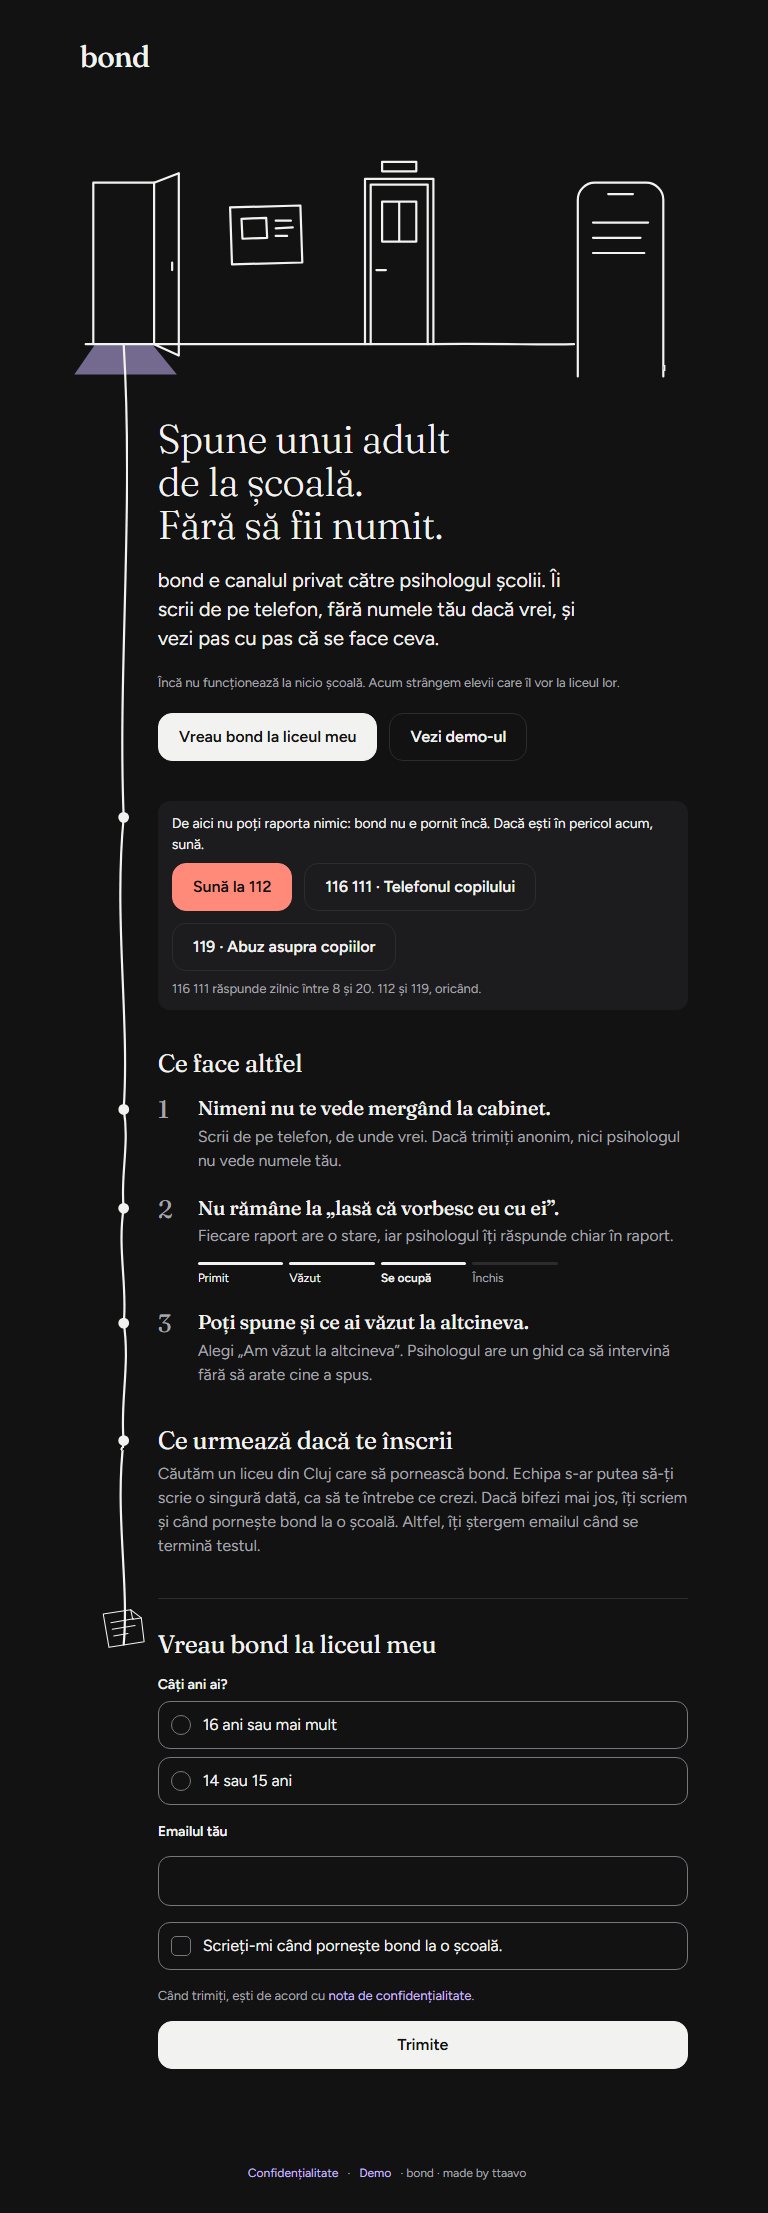 bond
Spune unui adult
de la școală.
Fără să fii numit.
bond e canalul privat către psihologul școlii. Îi
scrii de pe telefon, fără numele tău dacă vrei, și
vezi pas cu pas că se face ceva.
Încă nu funcționează la nicio școală. Acum strângem elevii care îl vor la liceul lor.
Vreau bond la liceul meu
Vezi demo-ul
De aici nu poți raporta nimic: bond nu e pornit încă. Dacă ești în pericol acum,
sună.
Sună la 112
116 111 · Telefonul copilului
119 · Abuz asupra copiilor
116 111 răspunde zilnic între 8 și 20. 112 și 119, oricând.
Ce face altfel
1 Nimeni nu te vede mergând la cabinet.
Scrii de pe telefon, de unde vrei. Dacă trimiți anonim, nici psihologul
nu vede numele tău.
2 Nu rămâne la „lasă că vorbesc eu cu ei”.
Fiecare raport are o stare, iar psihologul îți răspunde chiar în raport.
Primit Văzut Se ocupă Închis
3 Poți spune și ce ai văzut la altcineva.
Alegi „Am văzut la altcineva”. Psihologul are un ghid ca să intervină
fără să arate cine a spus.
Ce urmează dacă te înscrii
Căutăm un liceu din Cluj care să pornească bond. Echipa s-ar putea să-ți
scrie o singură dată, ca să te întrebe ce crezi. Dacă bifezi mai jos, îți scriem
și când pornește bond la o școală. Altfel, îți ștergem emailul când se
termină testul.
Vreau bond la liceul meu
Câți ani ai?
16 ani sau mai mult
14 sau 15 ani
Emailul tău
Scrieți-mi când pornește bond la o școală.
Când trimiți, ești de acord cu nota de confidențialitate.
Trimite
Confidențialitate · Demo · bond · made by ttaavo